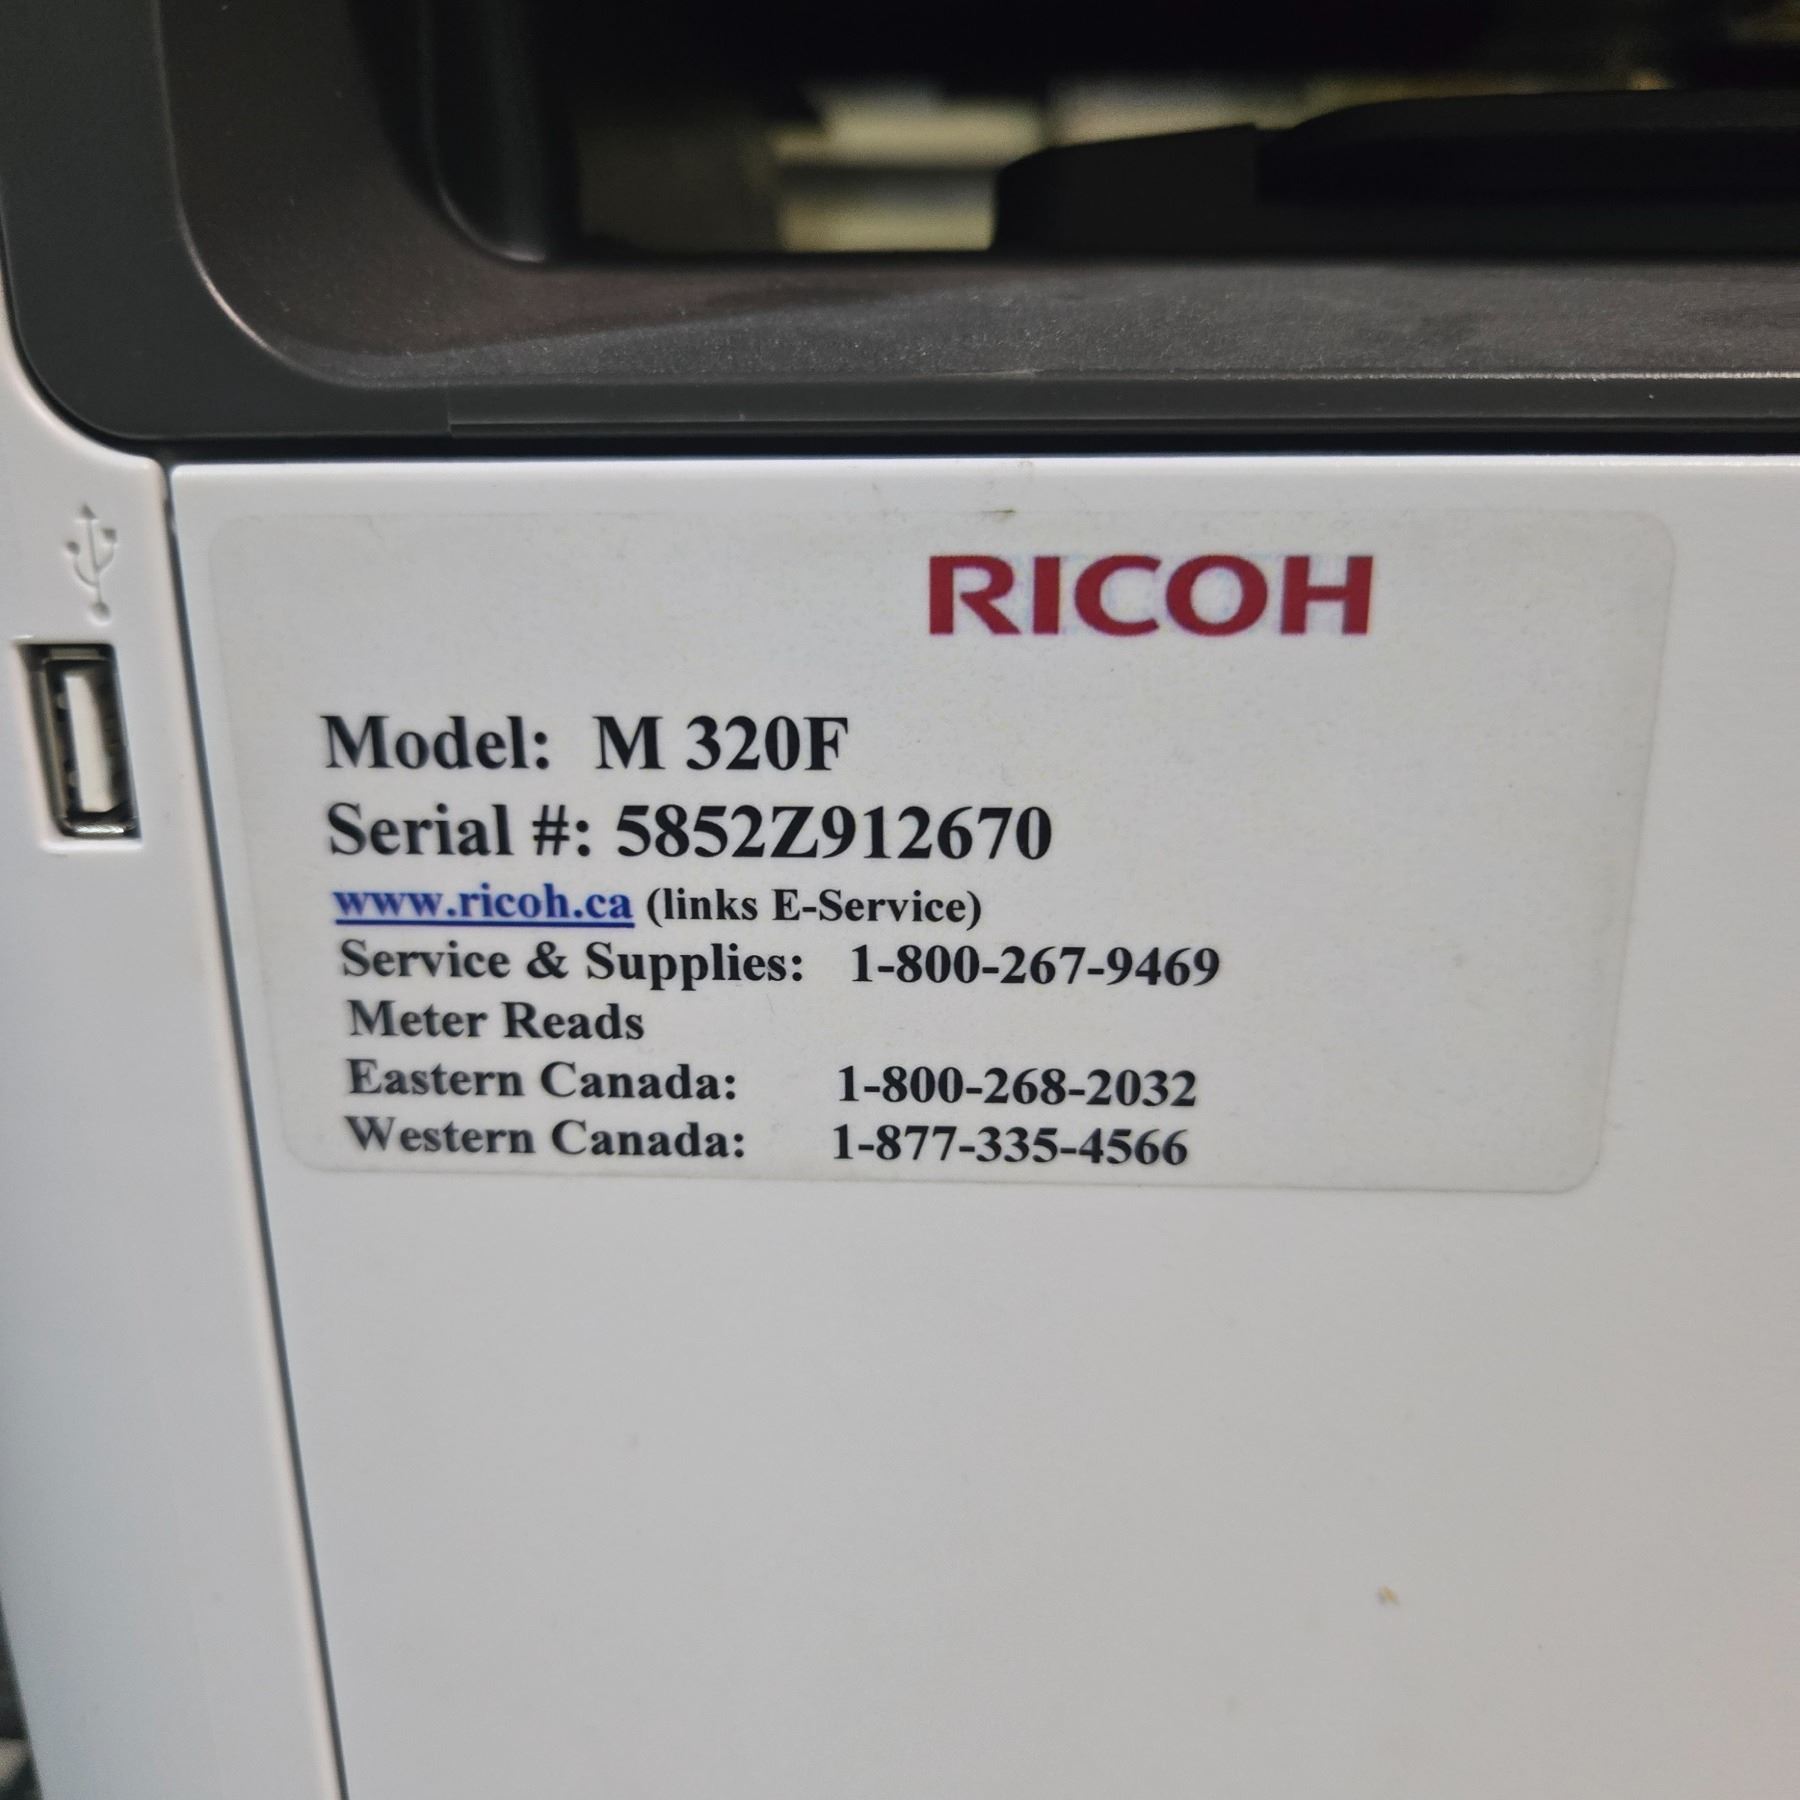 RICOH
Model: M 320F
Serial #: 5852Z912670
www.ricoh.ca (links E-Service)
Service & Supplies: 1-800-267-9469
Meter Reads
Eastern Canada: 1-800-268-2032
Western Canada: 1-877-335-4566